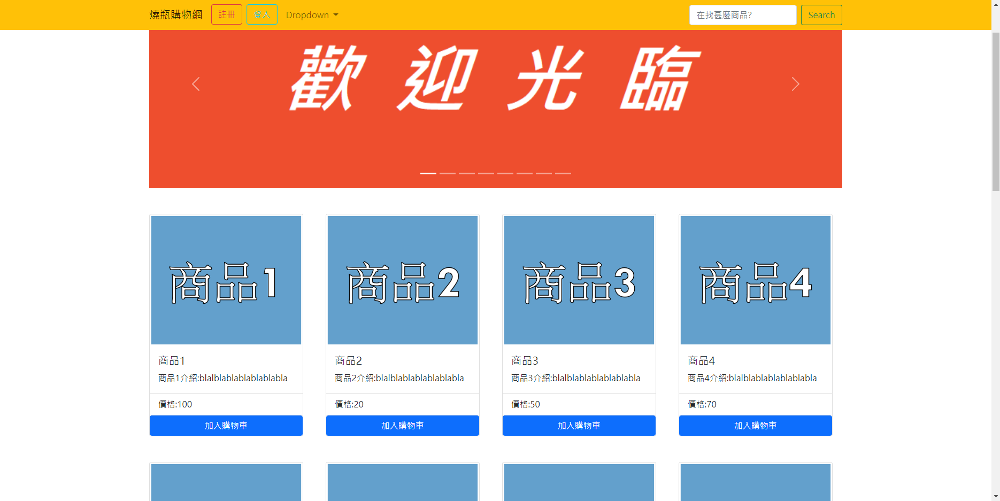 燒瓶購物網 註冊 登入 Dropdown 在找甚麼商品? Search
歡迎光臨
商品1 商品2 商品3 商品4
商品1 商品2 商品3 商品4
商品1介紹:blalblablablablablabla 商品2介紹:blalblablablablablabla 商品3介紹:blalblablablablablabla 商品4介紹:blalblablablablablabla
價格:100 價格:20 價格:50 價格:70
加入購物車 加入購物車 加入購物車 加入購物車